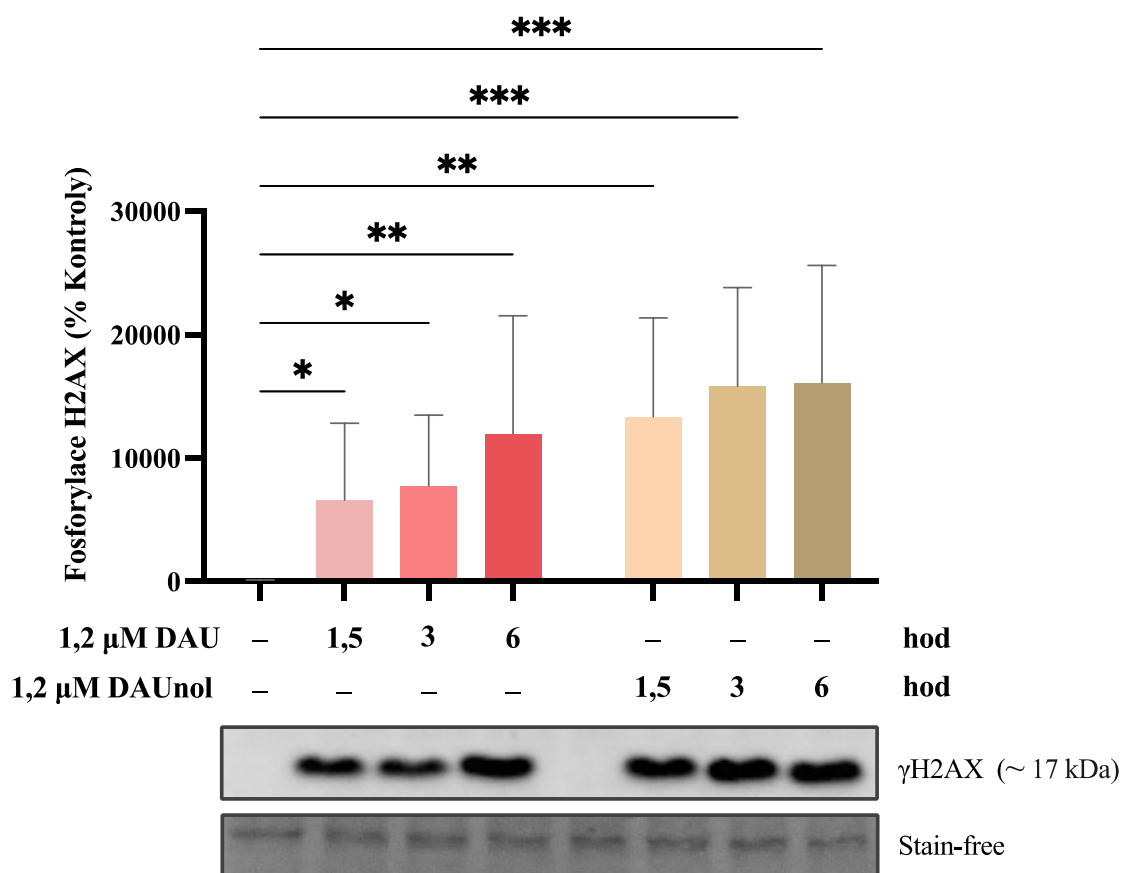 ***
***
**
**
*
*
Fosforylace H2AX (% Kontroly)
30000
20000
10000
0
1,2 μM DAU – 1,5 3 6 – – – hod
1,2 μM DAUnol – – – – 1,5 3 6 hod
γH2AX (~ 17 kDa)
Stain-free